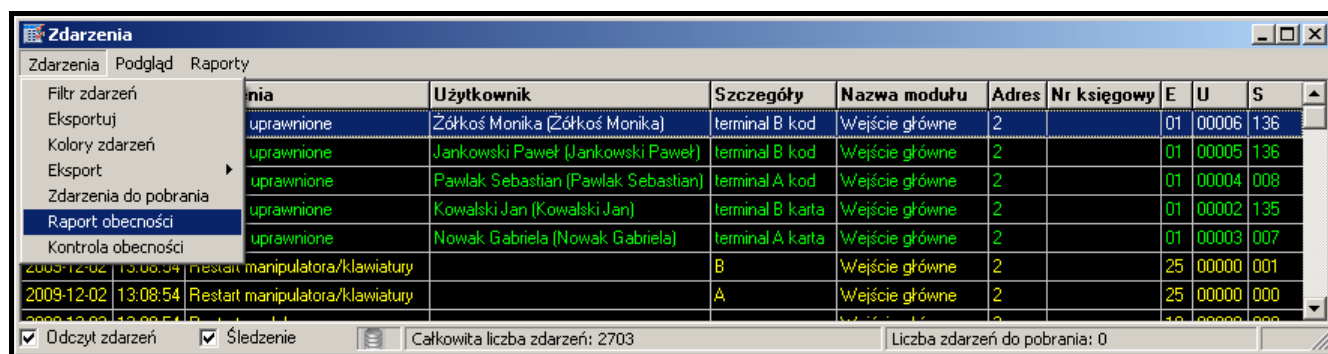 Zdarzenia
Zdarzenia Podgląd Raporty
Filtr zdarzeń
Eksportuj
Kolory zdarzeń
Eksport
Zdarzenia do pobrania
Raport obecności
Kontrola obecności
nia Użytkownik Szczegóły Nazwa modułu Adres Nr księgowy E U S
uprawnione Żółkoś Monika (Żółkoś Monika) terminal B kod Wejście główne 2 01 00006 136
uprawnione Jankowski Paweł (Jankowski Paweł) terminal B kod Wejście główne 2 01 00005 136
uprawnione Pawlak Sebastian (Pawlak Sebastian) terminal A kod Wejście główne 2 01 00004 008
uprawnione Kowalski Jan (Kowalski Jan) terminal B karta Wejście główne 2 01 00002 135
uprawnione Nowak Gabriela (Nowak Gabriela) terminal A karta Wejście główne 2 01 00003 007
2009-12-02 13:08:54 Restart manipulatora/klawiatury B Wejście główne 2 25 00000 001
2009-12-02 13:08:54 Restart manipulatora/klawiatury A Wejście główne 2 25 00000 000
Odczyt zdarzeń Śledzenie Całkowita liczba zdarzeń: 2703 Liczba zdarzeń do pobrania: 0